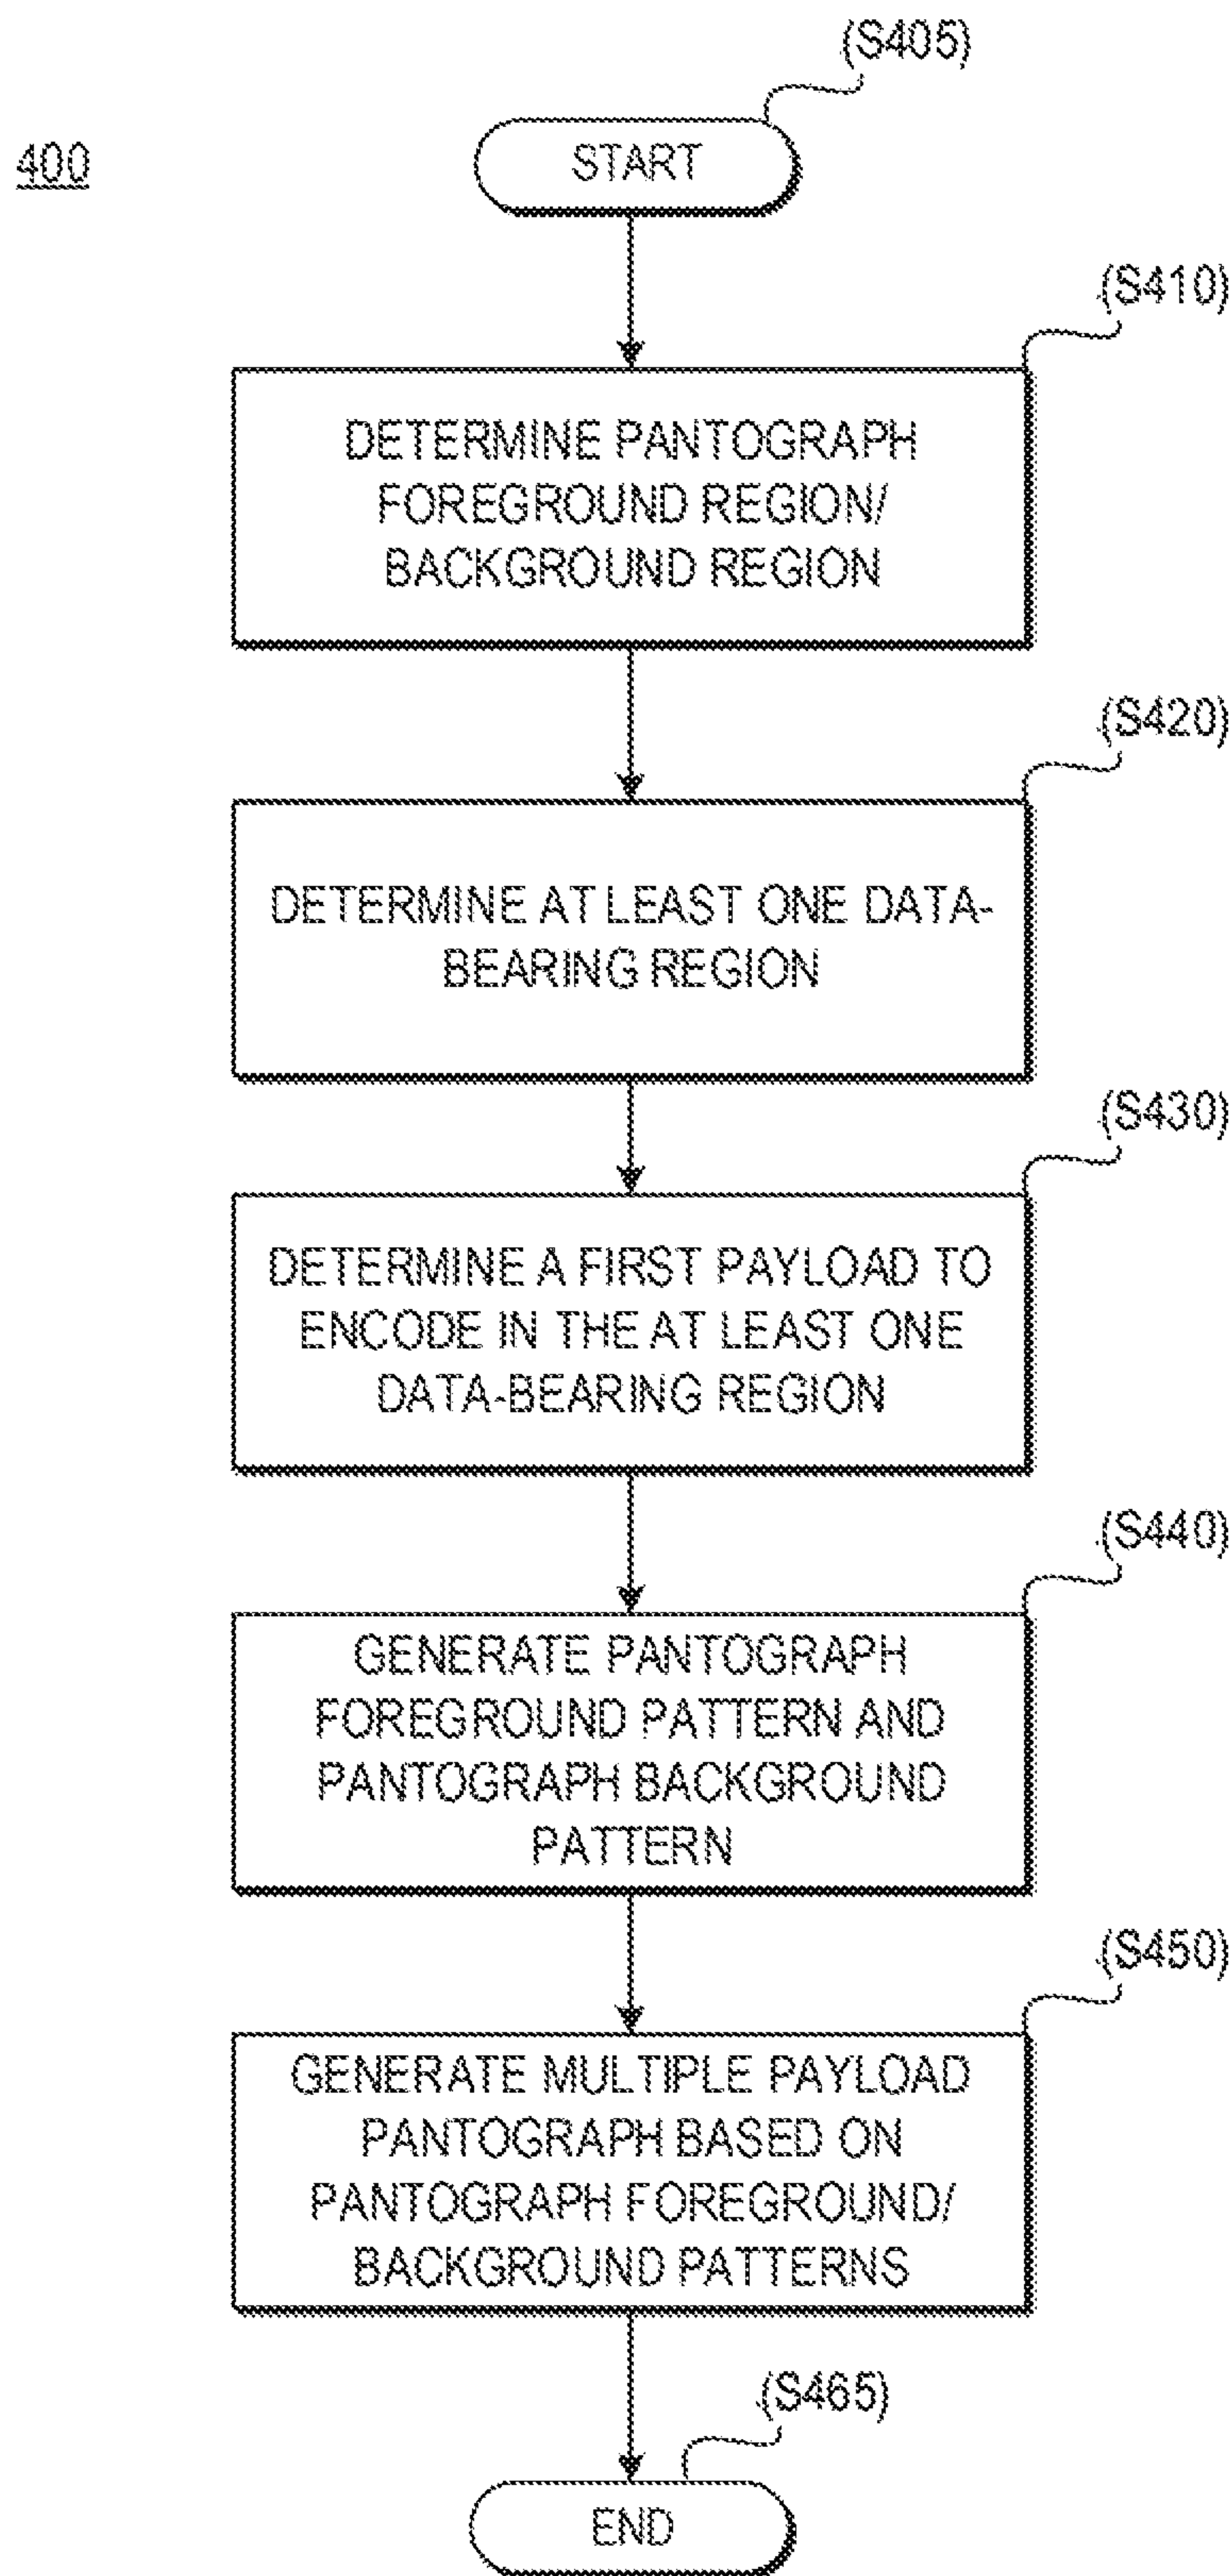 (S405)
400
START
(S410)
DETERMINE PANTOGRAPH
FOREGROUND REGION/
BACKGROUND REGION
(S420)
DETERMINE AT LEAST ONE DATA-
BEARING REGION
(S430)
DETERMINE A FIRST PAYLOAD TO
ENCODE IN THE AT LEAST ONE
DATA-BEARING REGION
(S440)
GENERATE PANTOGRAPH
FOREGROUND PATTERN AND
PANTOGRAPH BACKGROUND
PATTERN
(S450)
GENERATE MULTIPLE PAYLOAD
PANTOGRAPH BASED ON
PANTOGRAPH FOREGROUND/
BACKGROUND PATTERNS
(S465)
END